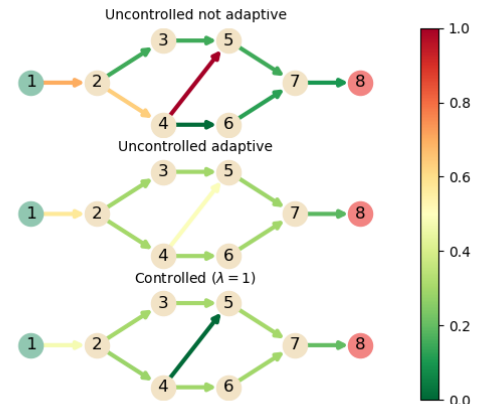 Uncontrolled not adaptive
3 5
1 2 7 8
4 6
Uncontrolled adaptive
3 5
1 2 7 8
4 6
Controlled (λ = 1)
3 5
1 2 7 8
4 6
1.0
0.8
0.6
0.4
0.2
0.0